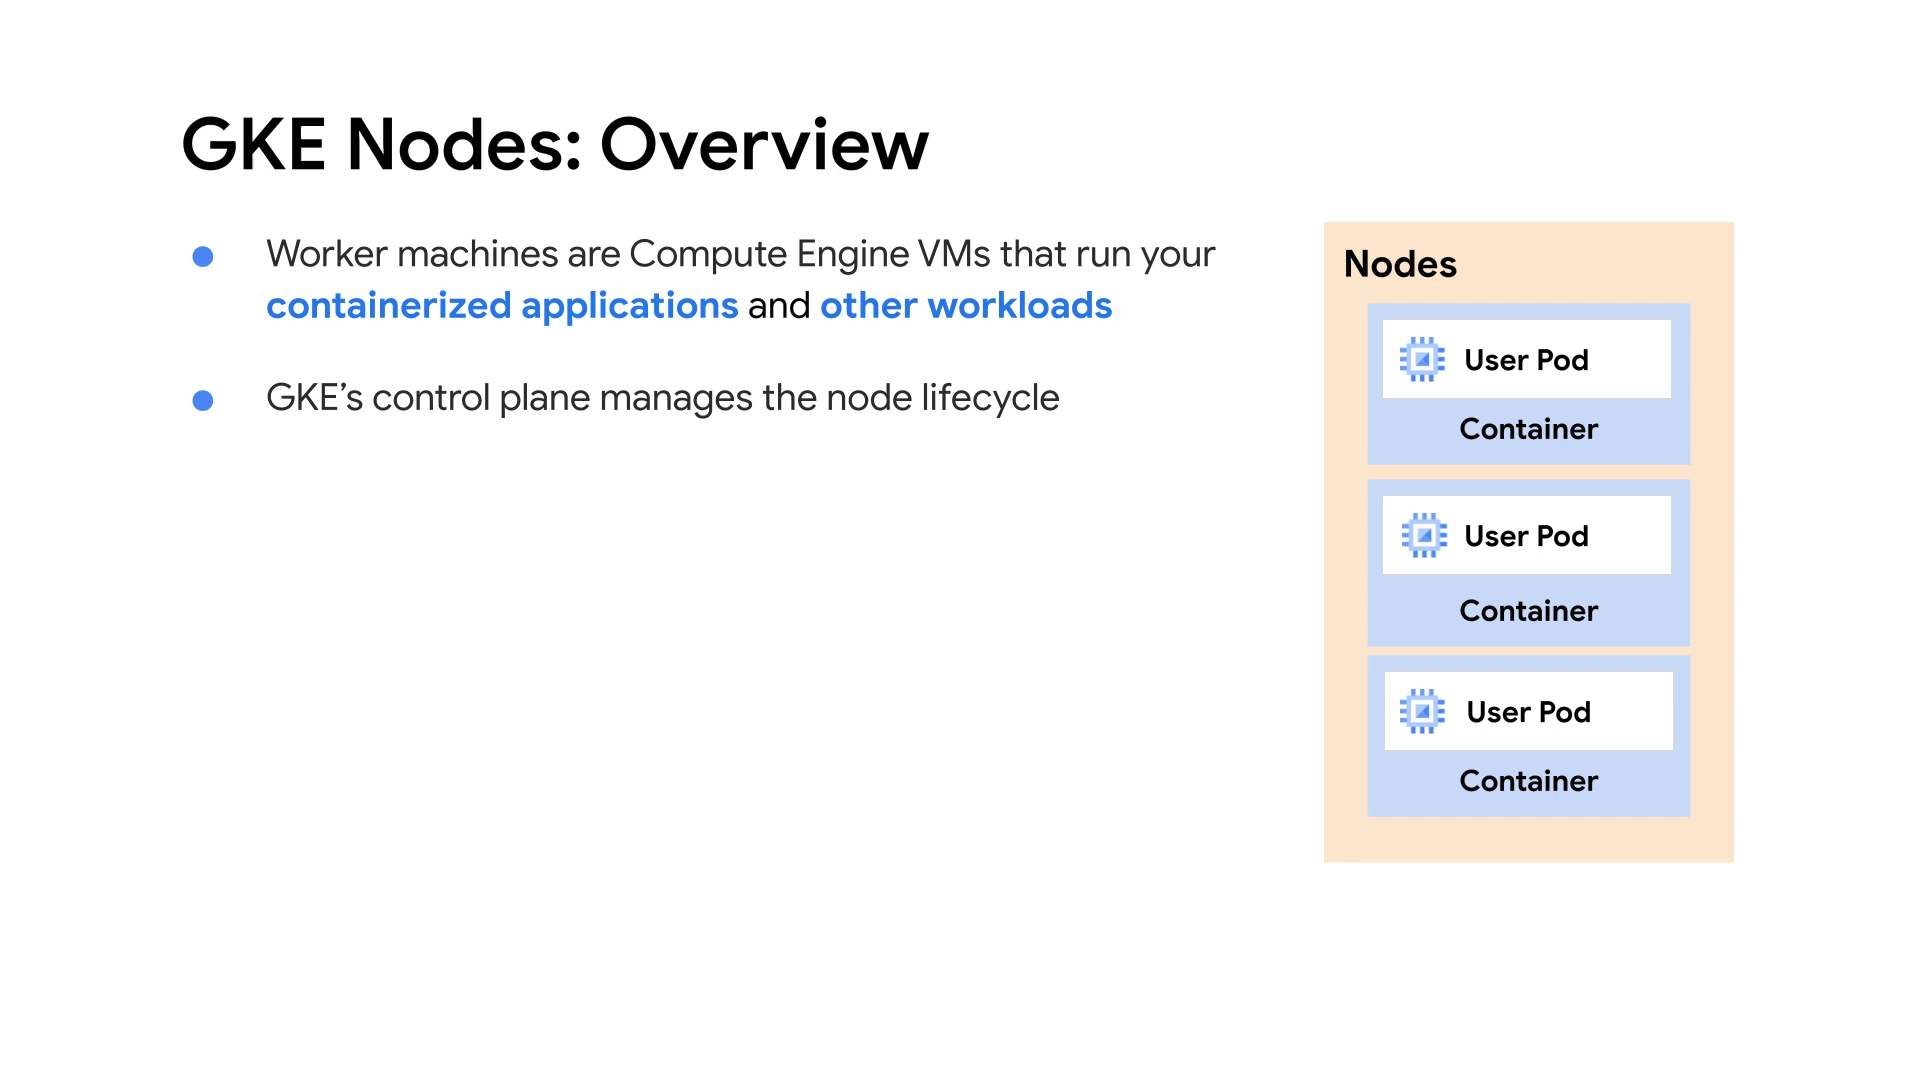 GKE Nodes: Overview
Worker machines are Compute Engine VMs that run your
containerized applications and other workloads
GKE’s control plane manages the node lifecycle
Nodes
User Pod
Container
User Pod
Container
User Pod
Container